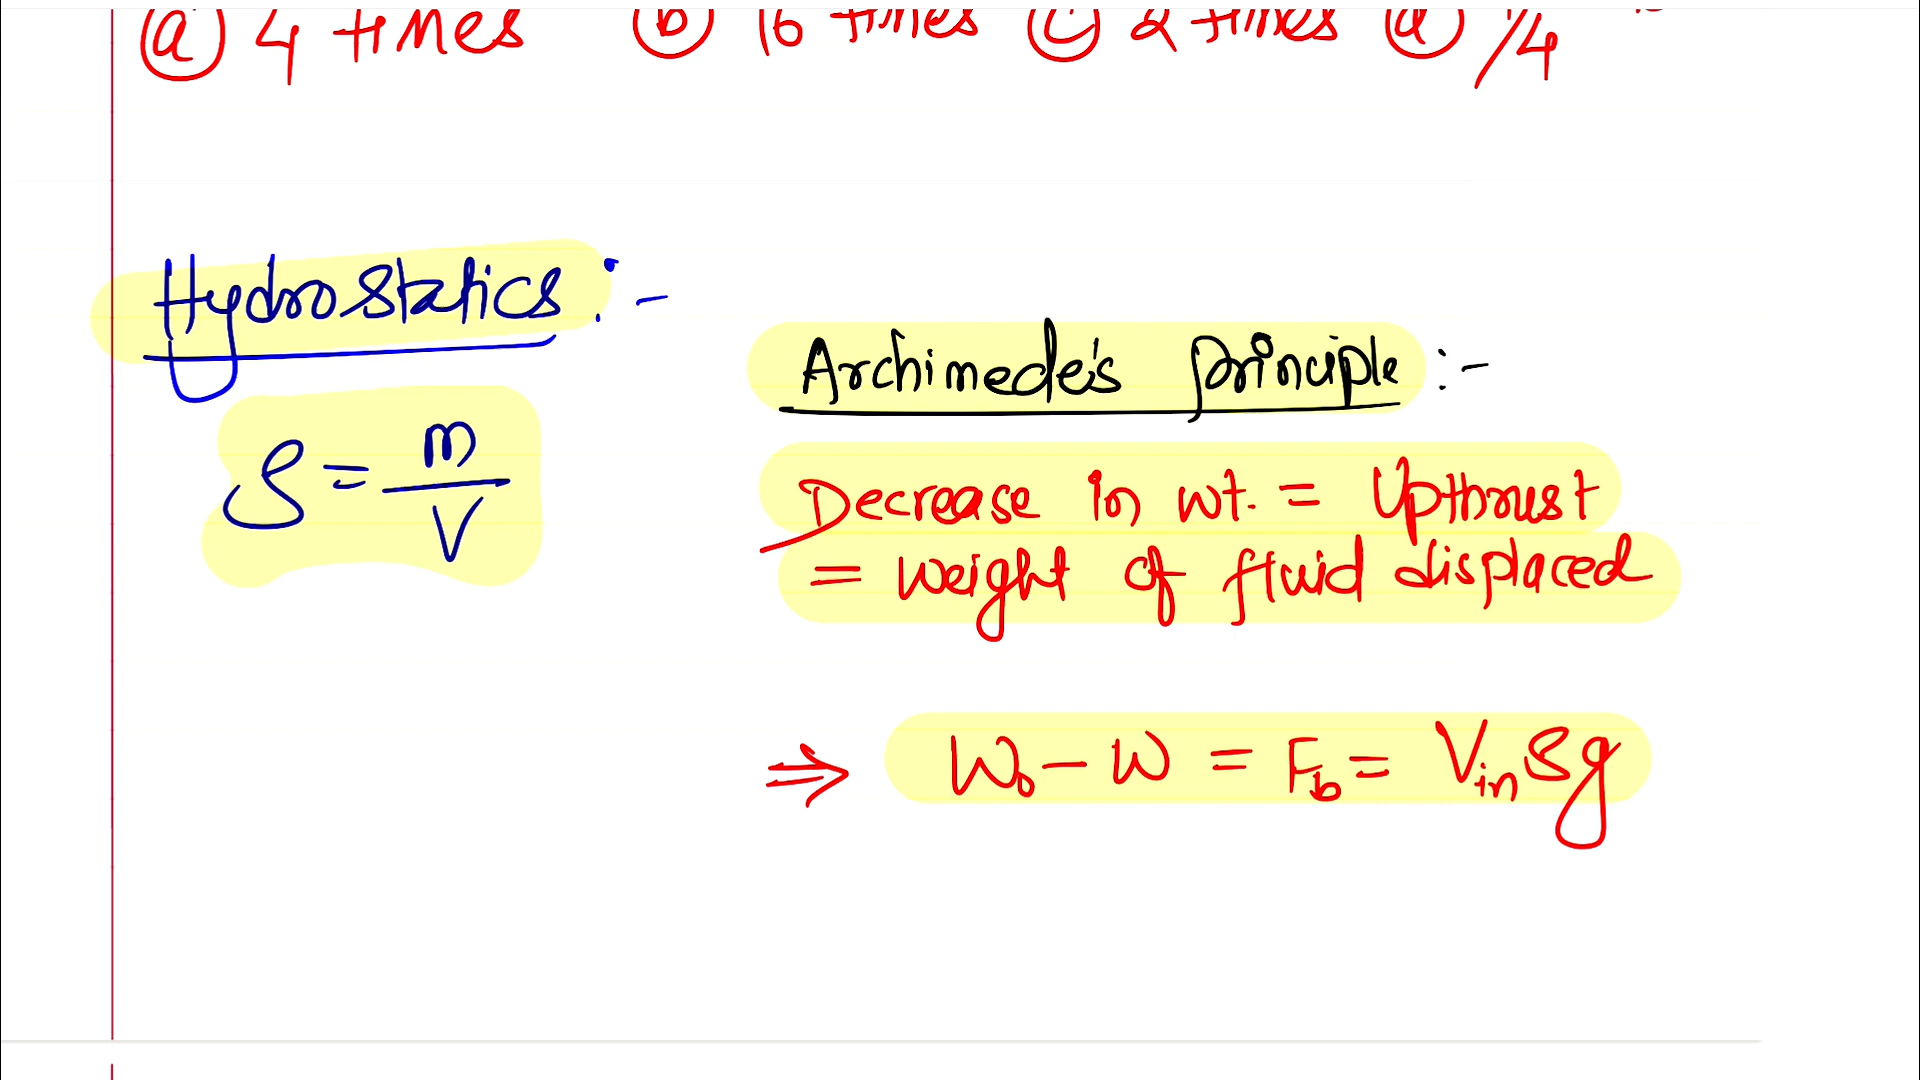 (a) 4 times (b) 16 times (c) 2 times (d) 1/4
Hydrostatics :-
ρ = m/V
Archimede's principle :-
Decrease in wt. = Upthrust
= weight of fluid displaced
⇒ W₀ - W = F_b = V_in ρ g